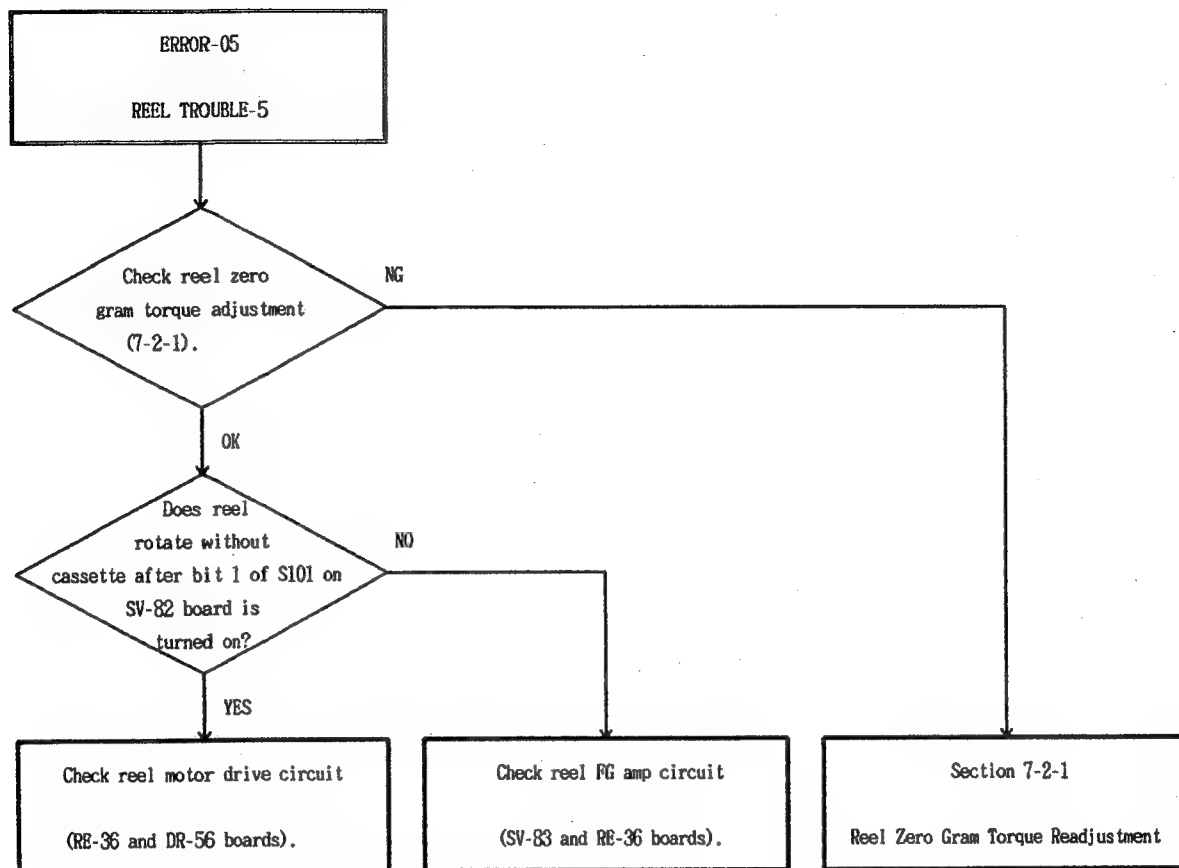 ERROR-05
REEL TROUBLE-5
Check reel zero
gram torque adjustment
(7-2-1).
NG
OK
Does reel
rotate without
cassette after bit 1 of S101 on
SV-82 board is
turned on?
NO
YES
Check reel motor drive circuit
(RE-36 and DR-56 boards).
Check reel FG amp circuit
(SV-83 and RE-36 boards).
Section 7-2-1
Reel Zero Gram Torque Readjustment